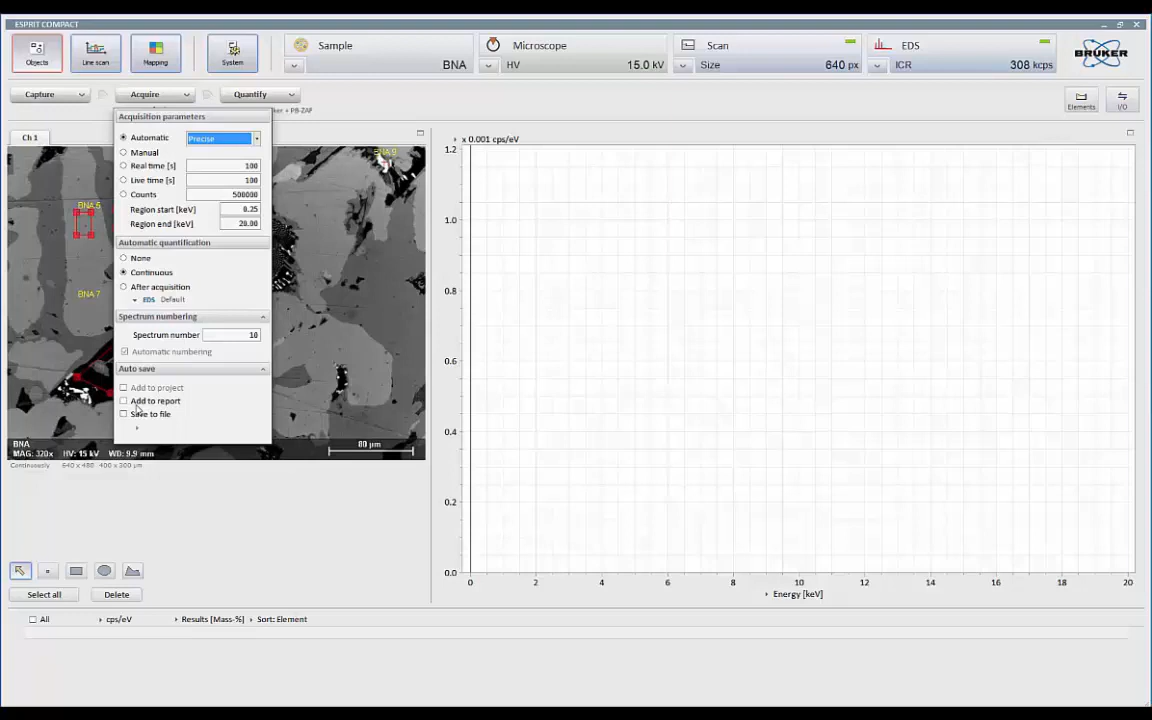 ESPRIT COMPACT
Objects
Line scan
Mapping
System
Sample
BNA
Microscope
HV 15.0 kV
Scan
Size 640 px
EDS
ICR 308 kcps
BRUKER
Capture
Acquire
Quantify
Elements
I/O
Ch 1
Acquisition parameters
Automatic Precise
Manual
Real time [s] 100
Live time [s] 100
Counts 500000
Region start [keV] 0.25
Region end [keV] 20.00
Automatic quantification
None
Continuous
After acquisition
EDS Default
Spectrum numbering
Spectrum number 10
Automatic numbering
Auto save
Add to project
Add to report
Save to file
BNA 6
BNA 7
BNA
MAG: 320x HV: 15 kV WD: 9.9 mm
80 µm
Continuously 640 x 480 400 x 300 µm
Select all
Delete
x 0.001 cps/eV
1.2
1.0
0.8
0.6
0.4
0.2
0.0
0 2 4 6 8 10 12 14 16 18 20
Energy [keV]
All cps/eV Results [Mass-%] Sort: Element